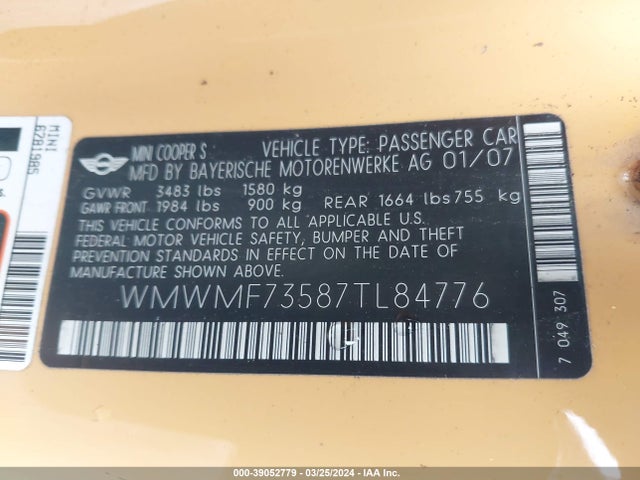 MINI COOPER S VEHICLE TYPE: PASSENGER CAR
MFD BY BAYERISCHE MOTORENWERKE AG 01/07
GVWR 3483 lbs 1580 kg
GAWR FRONT 1984 lbs 900 kg REAR 1664 lbs 755 kg
THIS VEHICLE CONFORMS TO ALL APPLICABLE U.S.
FEDERAL MOTOR VEHICLE SAFETY, BUMPER AND THEFT
PREVENTION STANDARDS IN EFFECT ON THE DATE OF
MANUFACTURE SHOWN ABOVE.
WMWMF73587TL84776
7 049 307
MINI
6Z81985
000-39052779 - 03/25/2024 - IAA Inc.